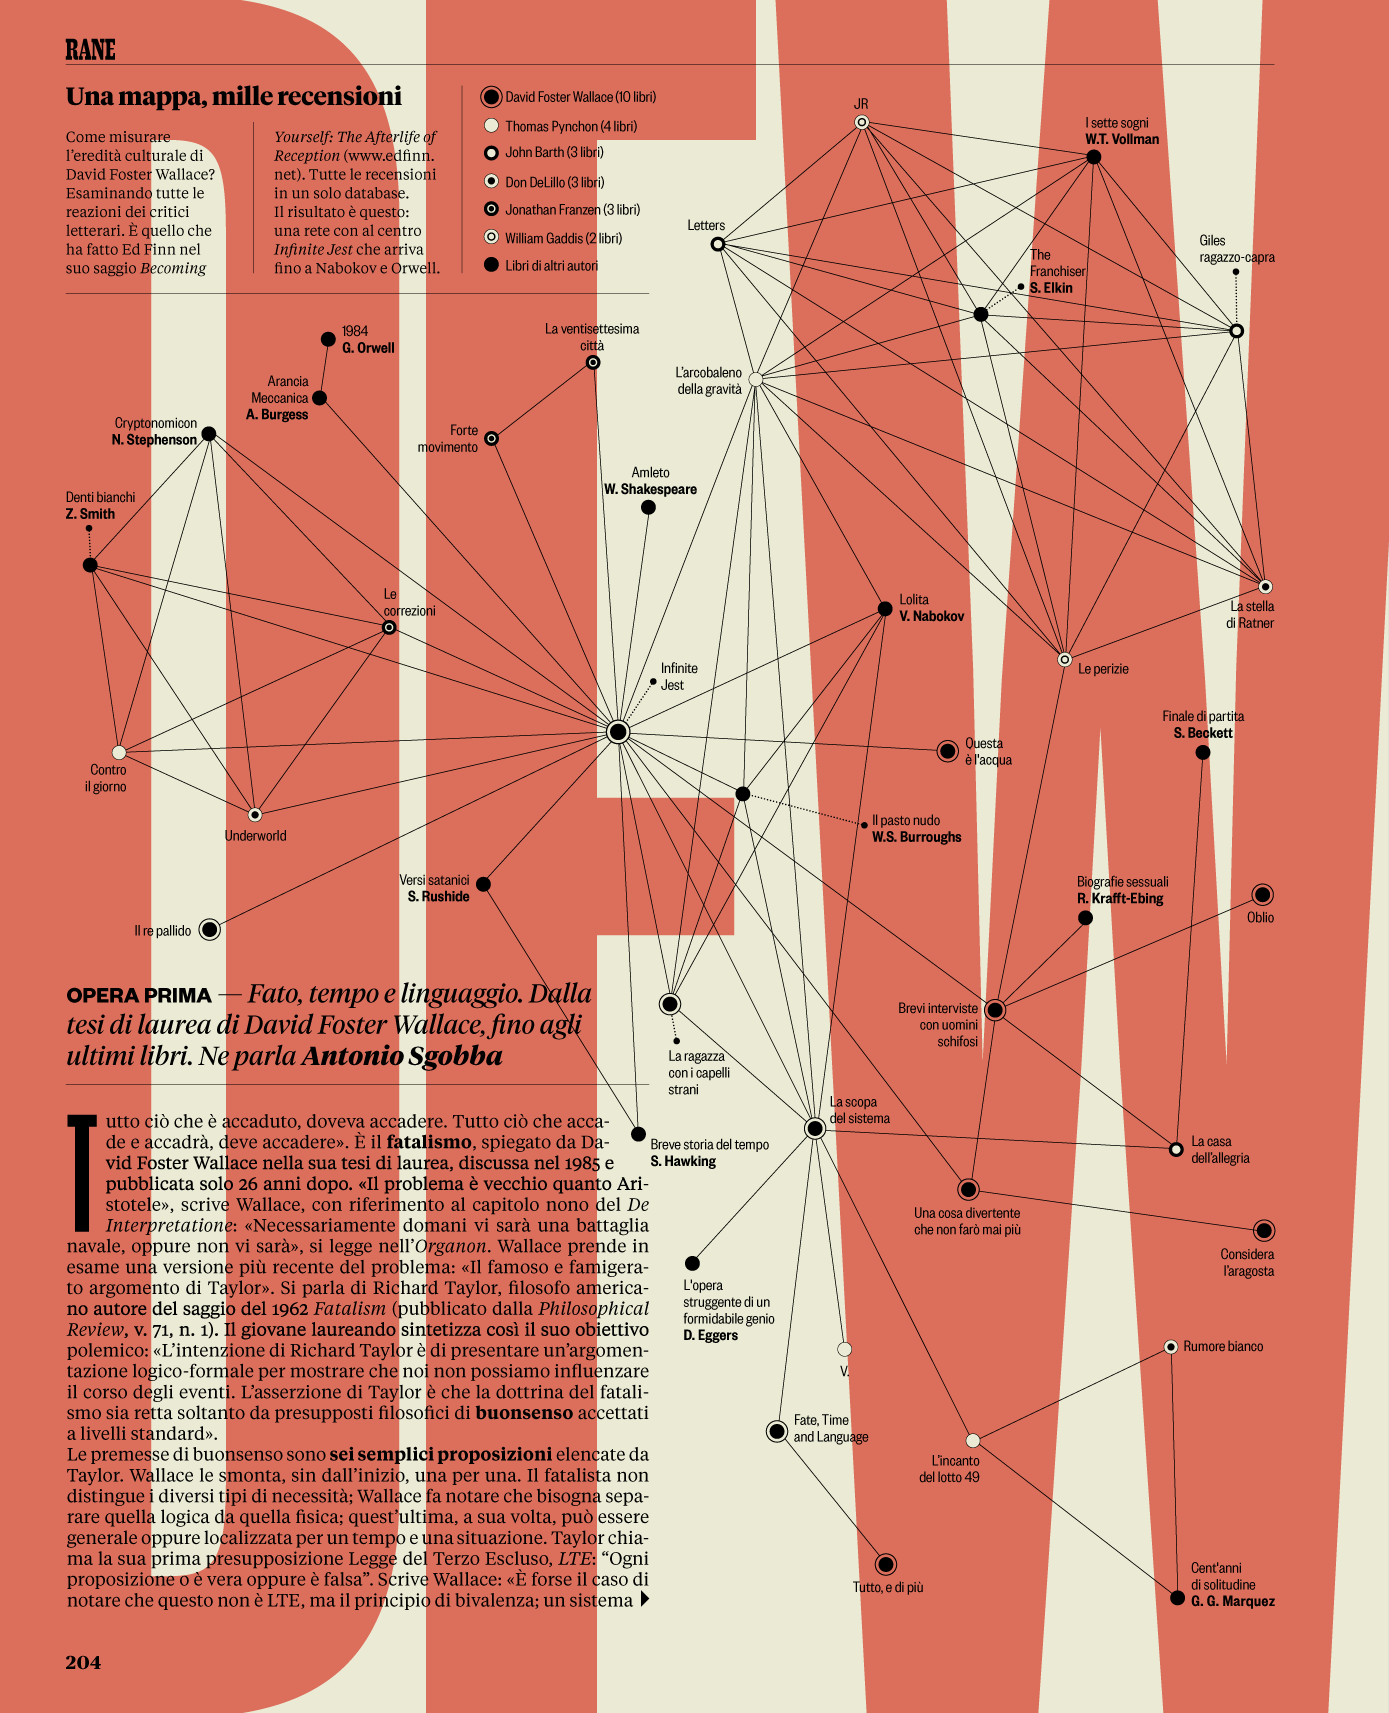 RANE
Una mappa, mille recensioni
Come misurare
l'eredità culturale di
David Foster Wallace?
Esaminando tutte le
reazioni dei critici
letterari. È quello che
ha fatto Ed Finn nel
suo saggio Becoming
Yourself: The Afterlife of
Reception (www.edfinn.
net). Tutte le recensioni
in un solo database.
Il risultato è questo:
una rete con al centro
Infinite Jest che arriva
fino a Nabokov e Orwell.
David Foster Wallace (10 libri)
Thomas Pynchon (4 libri)
John Barth (3 libri)
Don DeLillo (3 libri)
Jonathan Franzen (3 libri)
William Gaddis (2 libri)
Libri di altri autori
JR
I sette sogni
W.T. Vollman
Letters
The
Franchiser
S. Elkin
Giles
ragazzo-capra
1984
G. Orwell
La ventisettesima
città
Arancia
Meccanica
A. Burgess
L'arcobaleno
della gravità
Cryptonomicon
N. Stephenson
Forte
movimento
Amleto
W. Shakespeare
Denti bianchi
Z. Smith
Le
correzioni
Lolita
V. Nabokov
La stella
di Ratner
Infinite
Jest
Le perizie
Finale di partita
S. Beckett
Questa
è l'acqua
Contro
il giorno
Underworld
Il pasto nudo
W.S. Burroughs
Versi satanici
S. Rushide
Biografie sessuali
R. Krafft-Ebing
Oblio
Il re pallido
Brevi interviste
con uomini
schifosi
La ragazza
con i capelli
strani
La scopa
del sistema
Breve storia del tempo
S. Hawking
La casa
dell'allegria
Una cosa divertente
che non farò mai più
Considera
l'aragosta
L'opera
struggente di un
formidabile genio
D. Eggers
V.
Rumore bianco
Fate, Time
and Language
L'incanto
del lotto 49
Tutto, e di più
Cent'anni
di solitudine
G. G. Marquez
OPERA PRIMA — Fato, tempo e linguaggio. Dalla
tesi di laurea di David Foster Wallace, fino agli
ultimi libri. Ne parla Antonio Sgobba
Tutto ciò che è accaduto, doveva accadere. Tutto ciò che acca-
de e accadrà, deve accadere». È il fatalismo, spiegato da Da-
vid Foster Wallace nella sua tesi di laurea, discussa nel 1985 e
pubblicata solo 26 anni dopo. «Il problema è vecchio quanto Ari-
stotele», scrive Wallace, con riferimento al capitolo nono del De
Interpretatione: «Necessariamente domani vi sarà una battaglia
navale, oppure non vi sarà», si legge nell'Organon. Wallace prende in
esame una versione più recente del problema: «Il famoso e famigera-
to argomento di Taylor». Si parla di Richard Taylor, filosofo america-
no autore del saggio del 1962 Fatalism (pubblicato dalla Philosophical
Review, v. 71, n. 1). Il giovane laureando sintetizza così il suo obiettivo
polemico: «L'intenzione di Richard Taylor è di presentare un'argomen-
tazione logico-formale per mostrare che noi non possiamo influenzare
il corso degli eventi. L'asserzione di Taylor è che la dottrina del fatali-
smo sia retta soltanto da presupposti filosofici di buonsenso accettati
a livelli standard».
Le premesse di buonsenso sono sei semplici proposizioni elencate da
Taylor. Wallace le smonta, sin dall'inizio, una per una. Il fatalista non
distingue i diversi tipi di necessità; Wallace fa notare che bisogna sepa-
rare quella logica da quella fisica; quest'ultima, a sua volta, può essere
generale oppure localizzata per un tempo e una situazione. Taylor chia-
ma la sua prima presupposizione Legge del Terzo Escluso, LTE: "Ogni
proposizione o è vera oppure è falsa". Scrive Wallace: «È forse il caso di
notare che questo non è LTE, ma il principio di bivalenza; un sistema
204